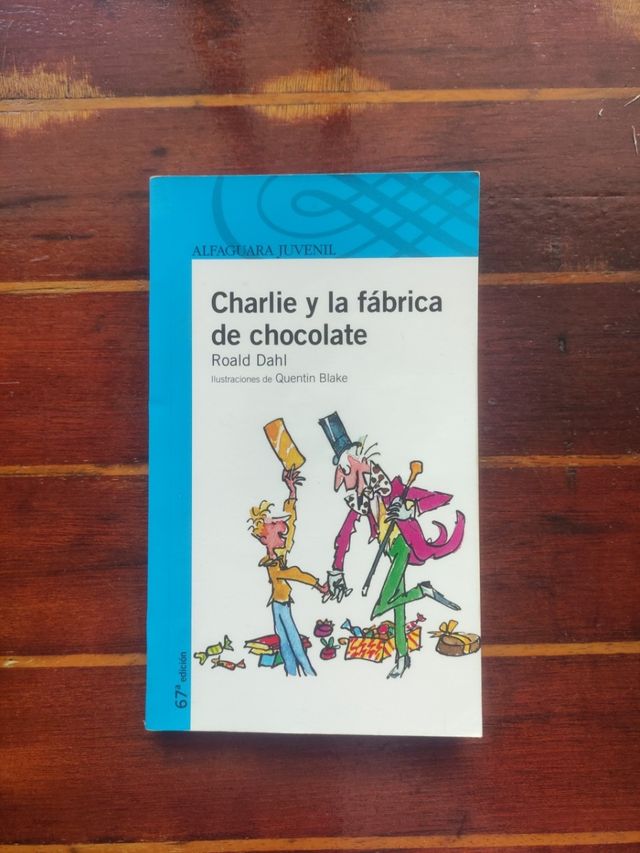 ALFAGUARA JUVENIL
Charlie y la fábrica
de chocolate
Roald Dahl
Ilustraciones de Quentin Blake
67ª edición